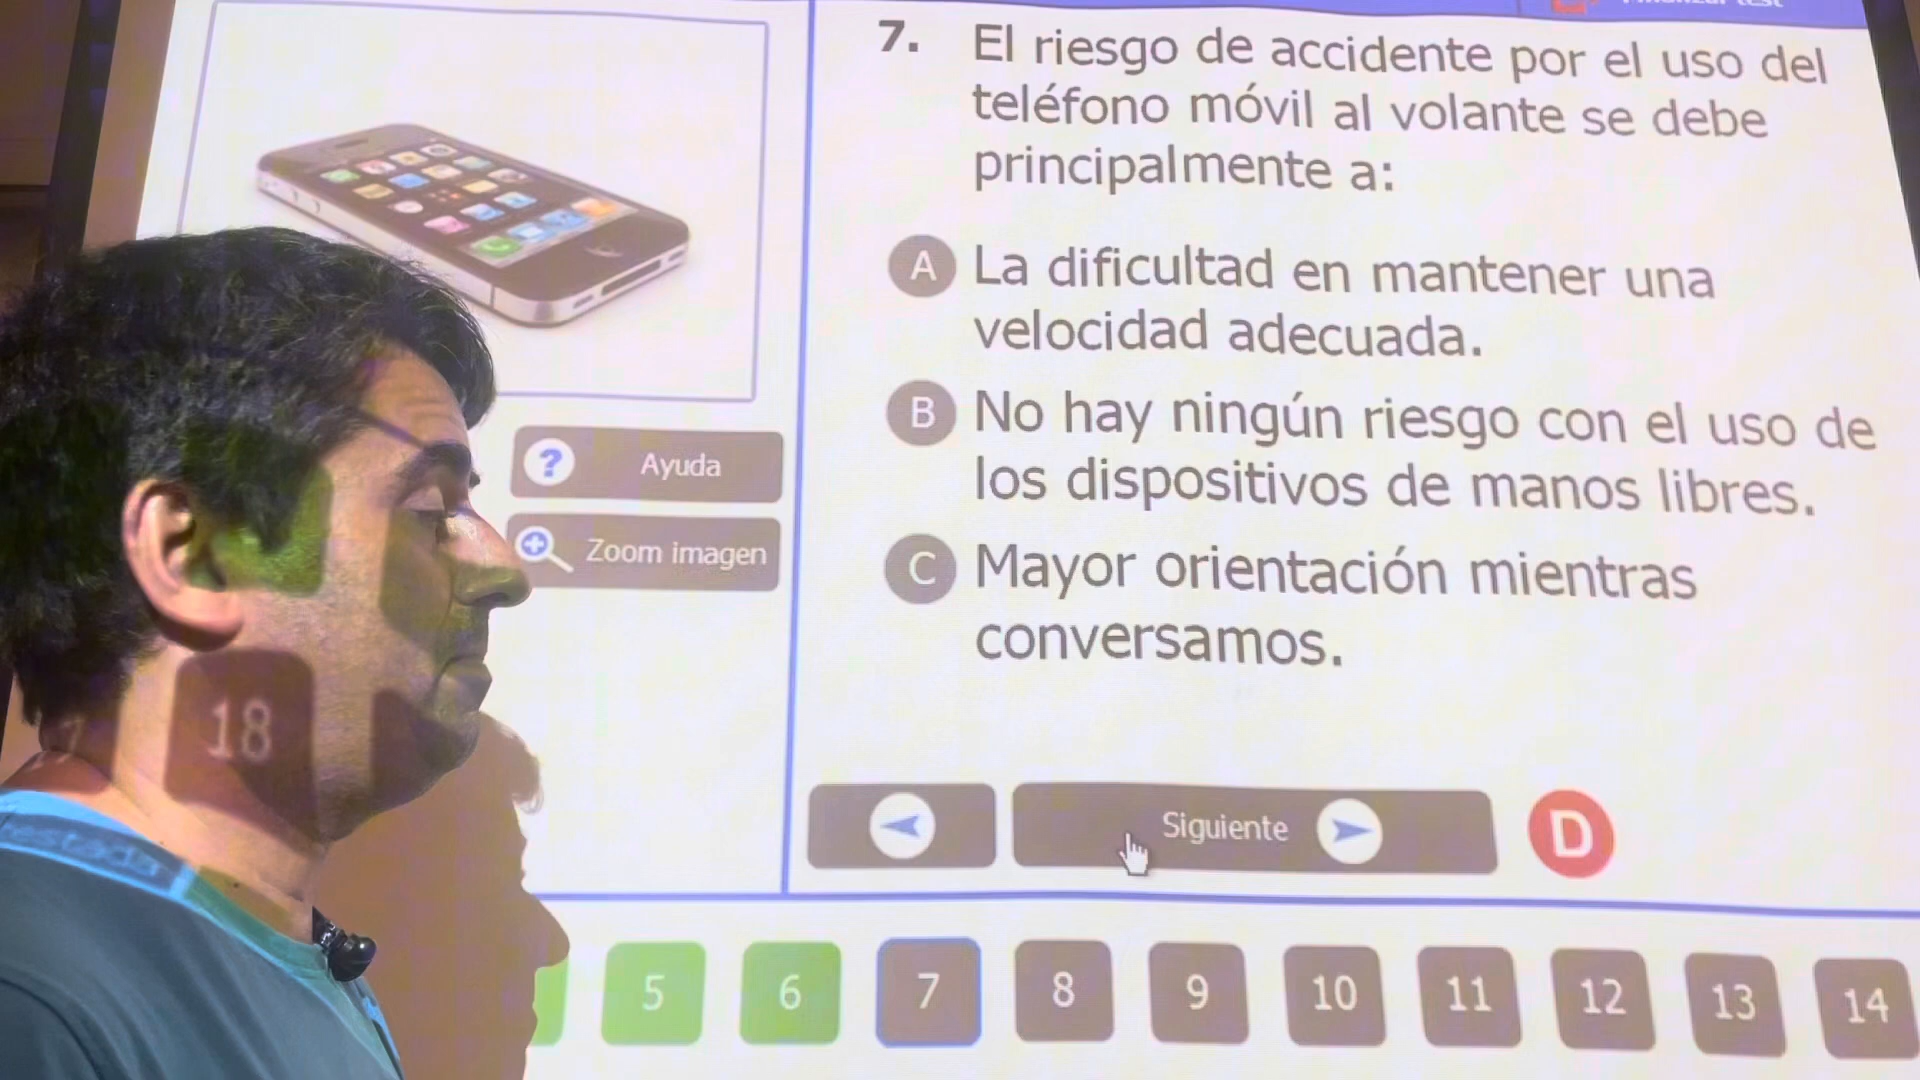 7. El riesgo de accidente por el uso del
teléfono móvil al volante se debe
principalmente a:
A La dificultad en mantener una
velocidad adecuada.
B No hay ningún riesgo con el uso de
los dispositivos de manos libres.
C Mayor orientación mientras
conversamos.
? Ayuda
Zoom imagen
18
Siguiente
D
5 6 7 8 9 10 11 12 13 14